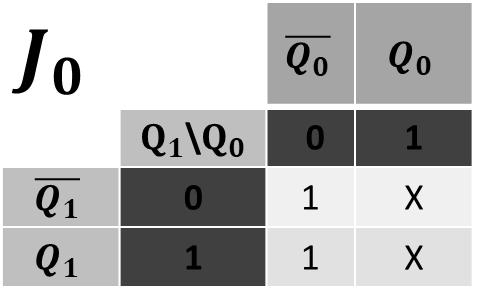 J₀ Q̅₀ Q₀
Q₁\Q₀ 0 1
Q̅₁ 0 1 X
Q₁ 1 1 X